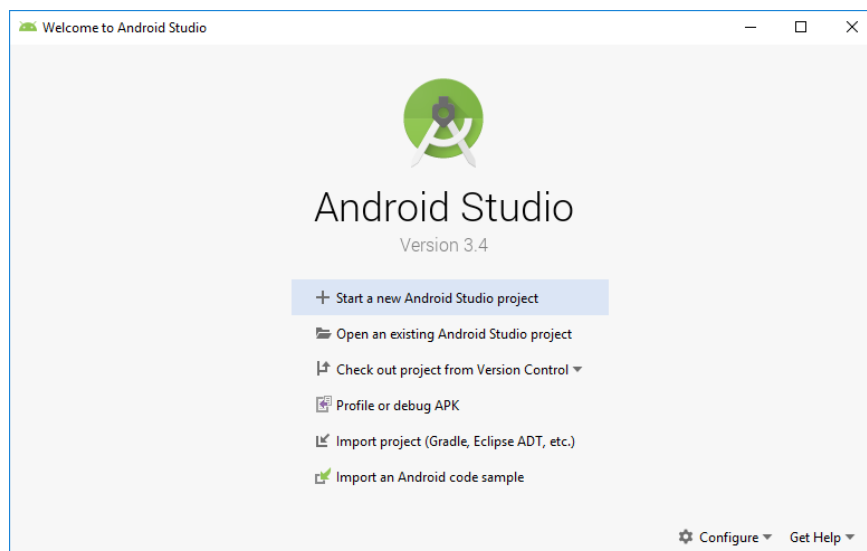 Welcome to Android Studio
Android Studio
Version 3.4
Start a new Android Studio project
Open an existing Android Studio project
Check out project from Version Control
Profile or debug APK
Import project (Gradle, Eclipse ADT, etc.)
Import an Android code sample
Configure Get Help